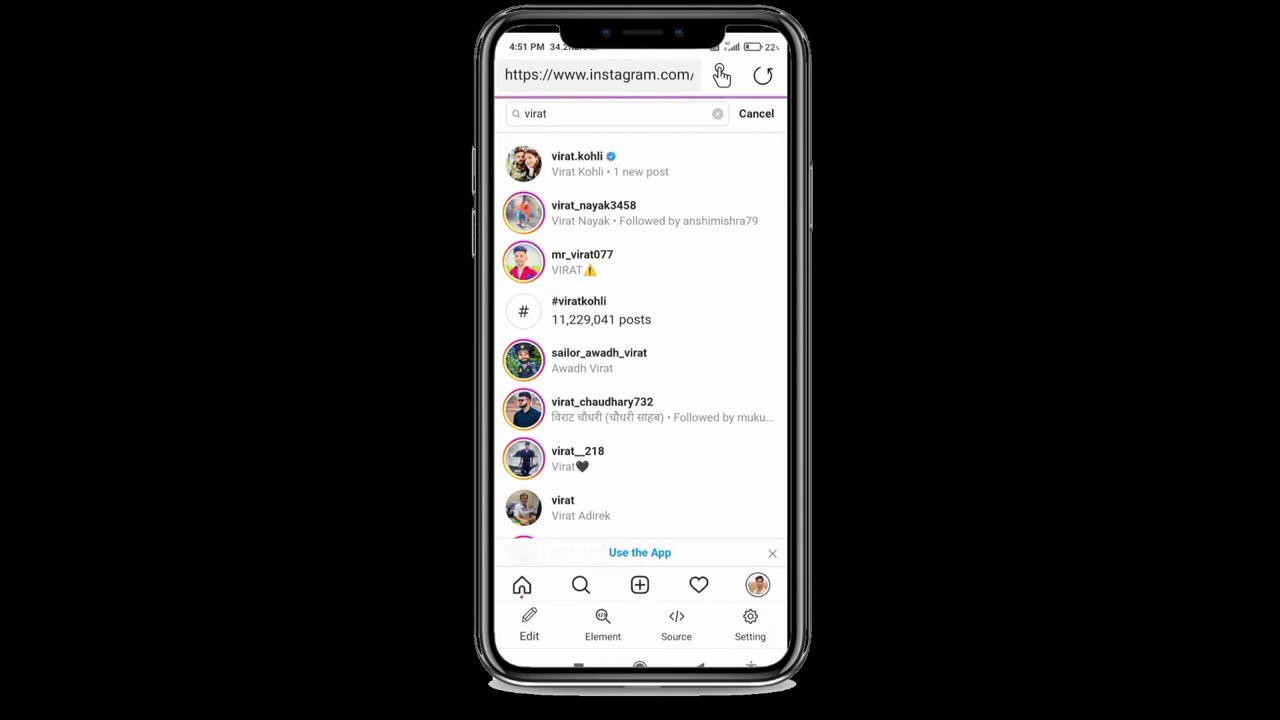 4:51 PM
22%
https://www.instagram.com/
virat
Cancel
virat.kohli
Virat Kohli • 1 new post
virat_nayak3458
Virat Nayak • Followed by anshimishra79
mr_virat077
VIRAT⚠️
#
#viratkohli
11,229,041 posts
sailor_awadh_virat
Awadh Virat
virat_chaudhary732
विराट चौधरी (चौधरी साहब) • Followed by muku...
virat__218
Virat🖤
virat
Virat Adirek
Use the App
Edit
Element
Source
Setting